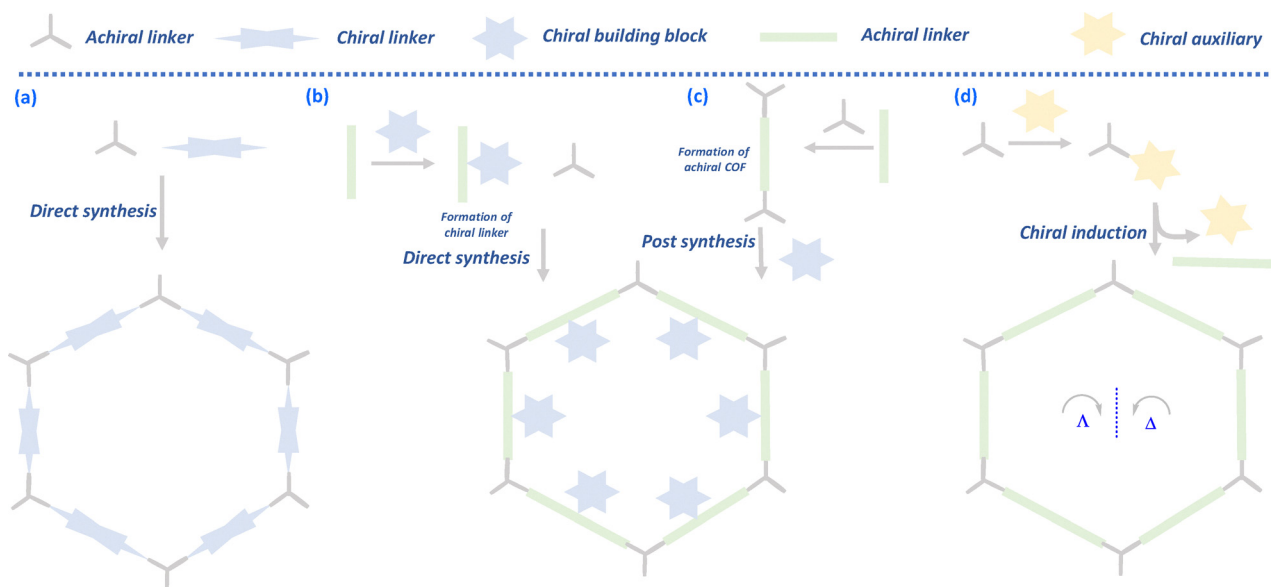 Achiral linker
Chiral linker
Chiral building block
Achiral linker
Chiral auxiliary
(a)
Direct synthesis
(b)
Formation of
chiral linker
Direct synthesis
(c)
Formation of
achiral COF
Post synthesis
(d)
Chiral induction
Λ
Δ